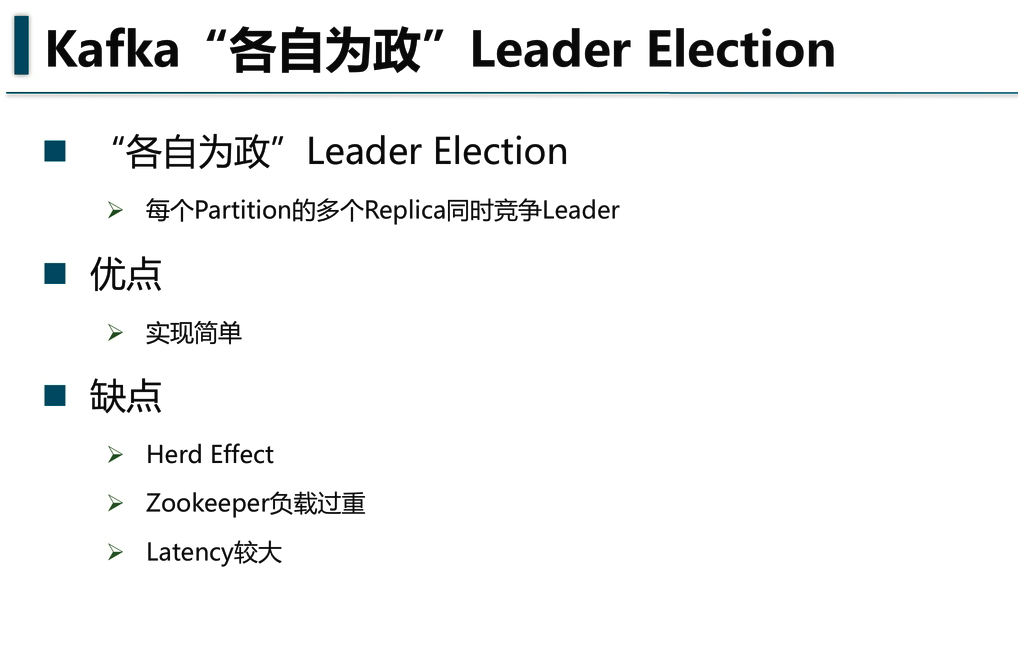 Kafka “各自为政” Leader Election
“各自为政” Leader Election
每个Partition的多个Replica同时竞争Leader
优点
实现简单
缺点
Herd Effect
Zookeeper负载过重
Latency较大